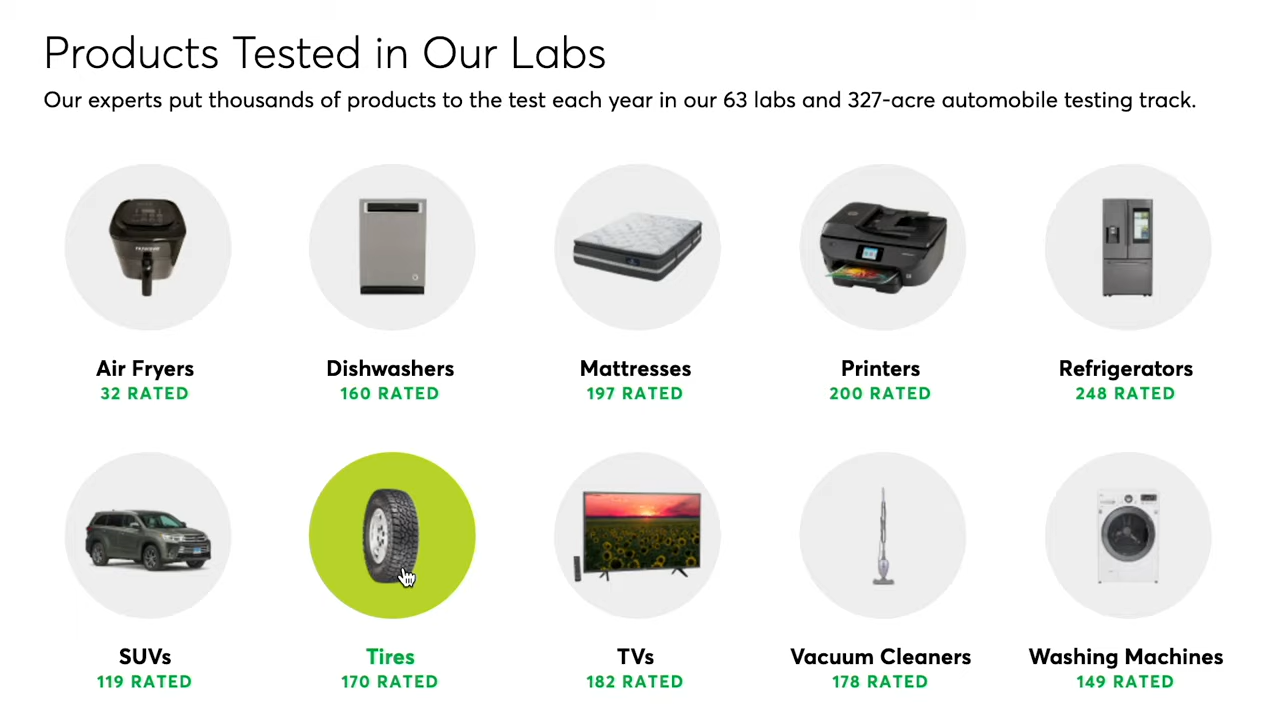 Products Tested in Our Labs
Our experts put thousands of products to the test each year in our 63 labs and 327-acre automobile testing track.
Air Fryers
32 RATED
Dishwashers
160 RATED
Mattresses
197 RATED
Printers
200 RATED
Refrigerators
248 RATED
SUVs
119 RATED
Tires
170 RATED
TVs
182 RATED
Vacuum Cleaners
178 RATED
Washing Machines
149 RATED